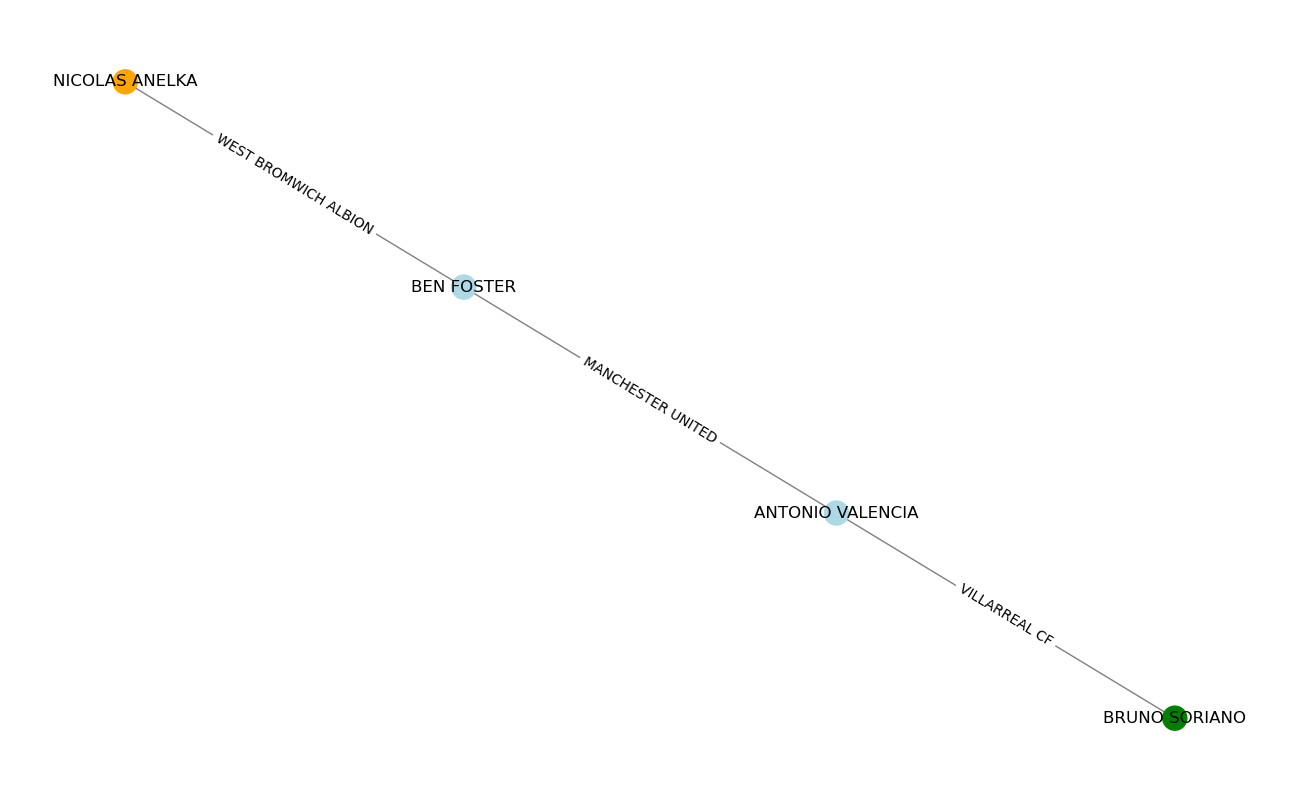 NICOLAS ANELKA
WEST BROMWICH ALBION
BEN FOSTER
MANCHESTER UNITED
ANTONIO VALENCIA
VILLARREAL CF
BRUNO SORIANO